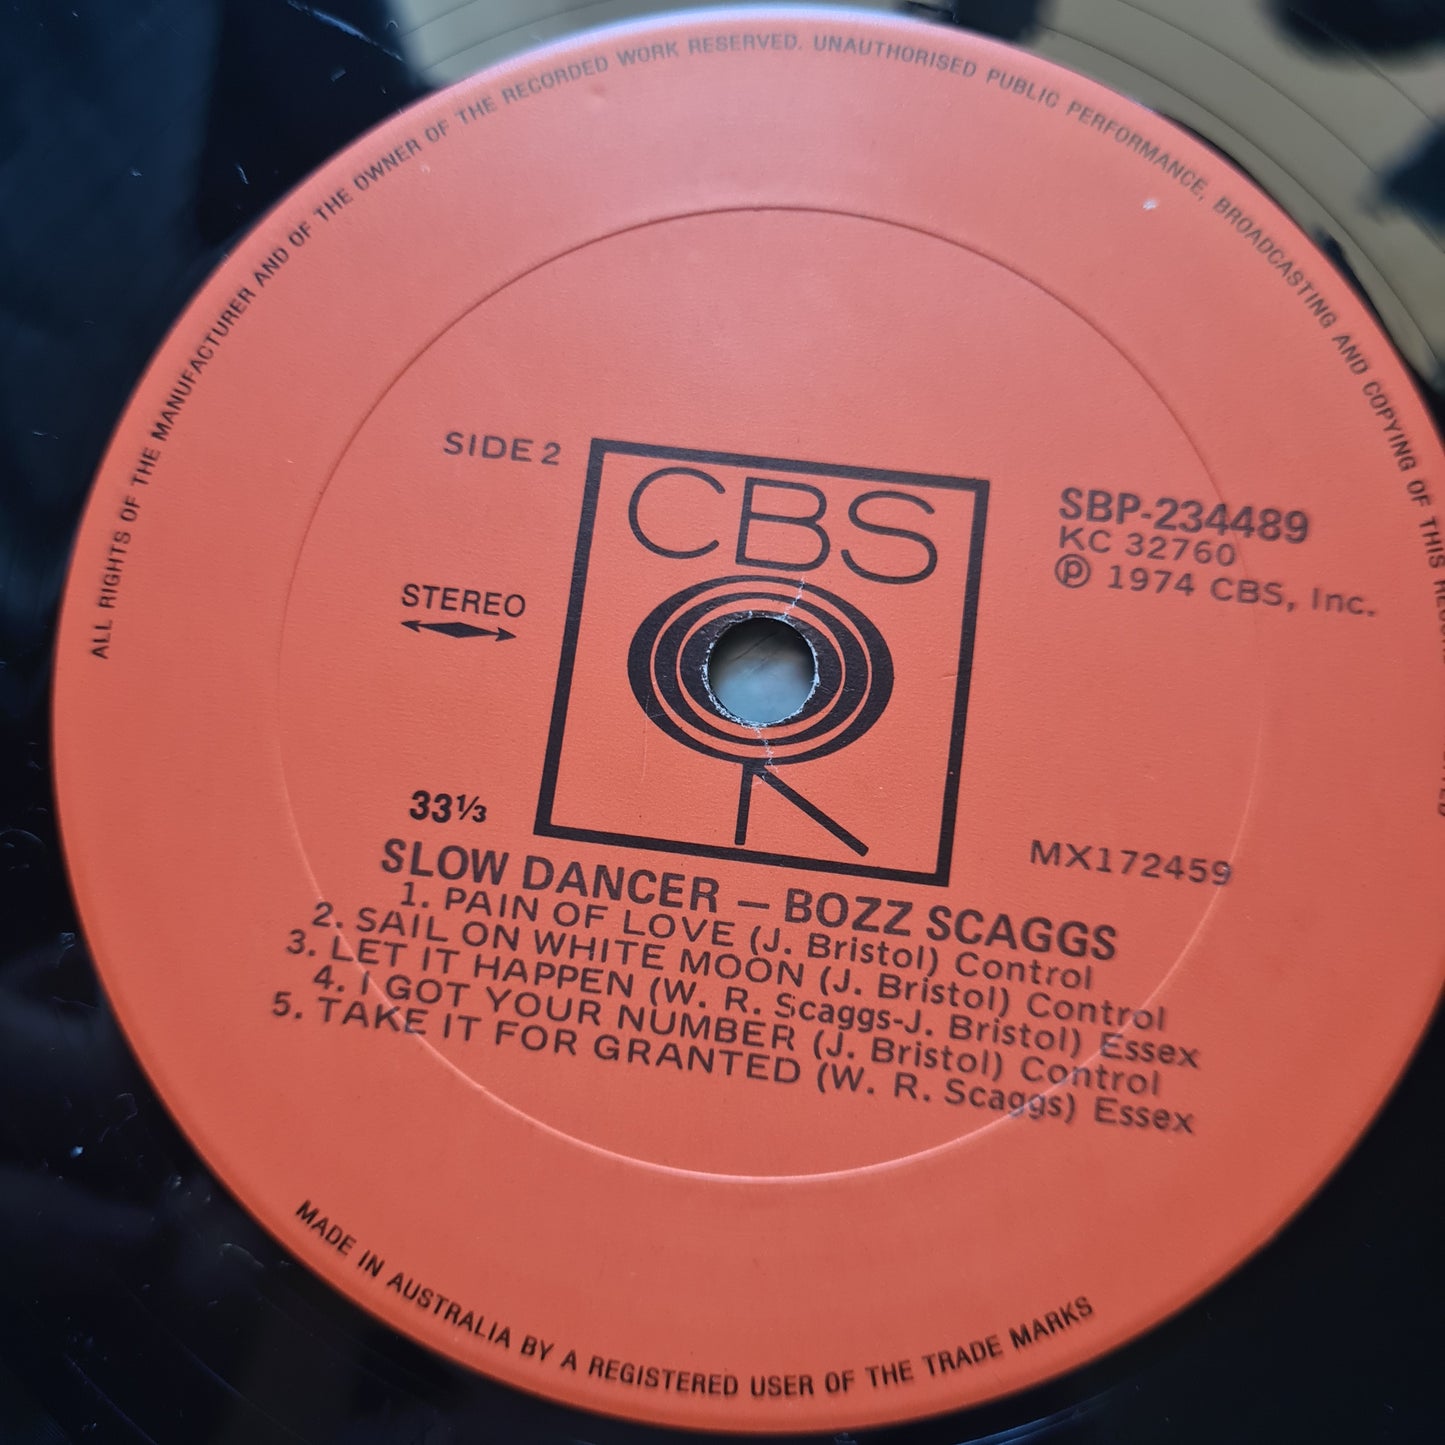 ALL RIGHTS OF THE MANUFACTURER AND OF THE OWNER OF THE RECORDED WORK RESERVED. UNAUTHORISED PUBLIC PERFORMANCE, BROADCASTING AND COPYING OF THIS
SIDE 2
CBS
SBP-234489
KC 32760
℗ 1974 CBS, Inc.
STEREO
33⅓
MX172459
SLOW DANCER – BOZZ SCAGGS
1. PAIN OF LOVE (J. Bristol) Control
2. SAIL ON WHITE MOON (J. Bristol) Control
3. LET IT HAPPEN (W. R. Scaggs-J. Bristol) Essex
4. I GOT YOUR NUMBER (J. Bristol) Control
5. TAKE IT FOR GRANTED (W. R. Scaggs) Essex
MADE IN AUSTRALIA BY A REGISTERED USER OF THE TRADE MARKS